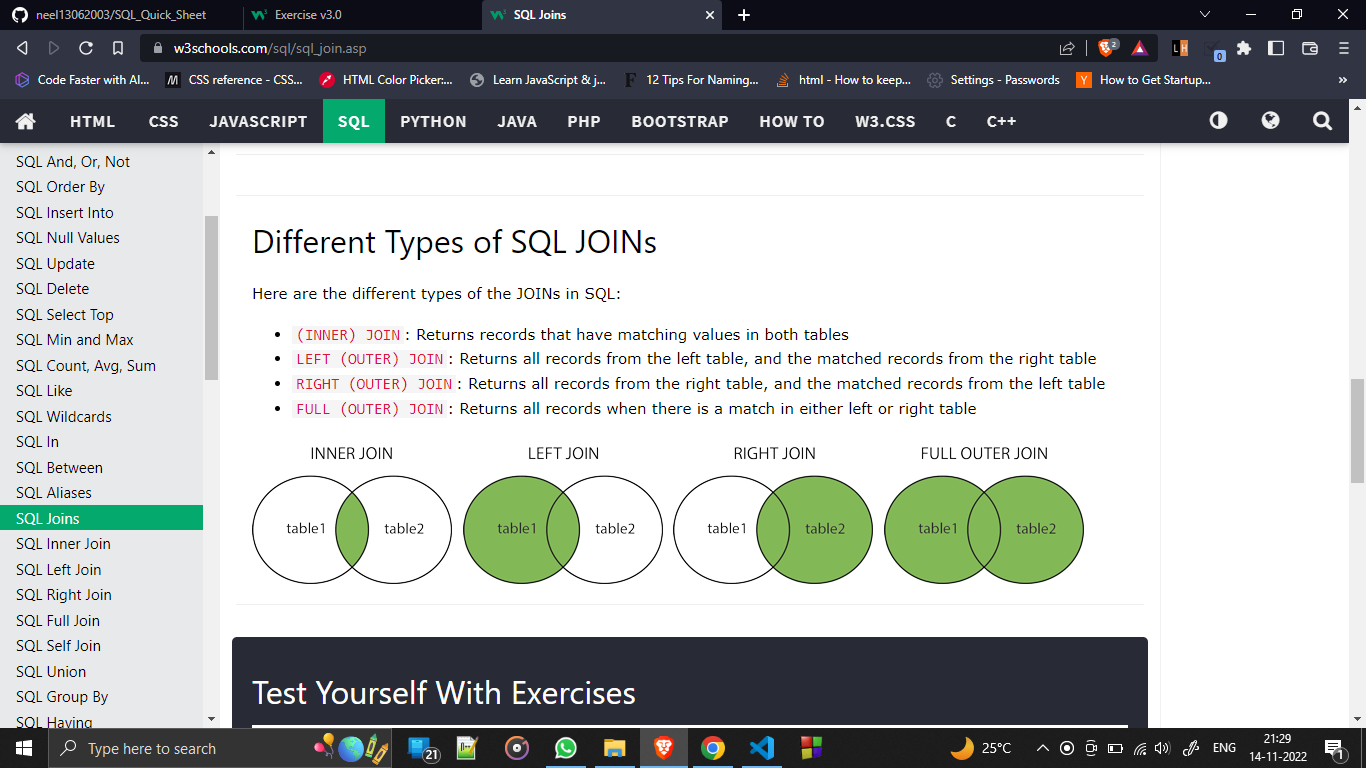 neel13062003/SQL_Quick_Sheet
Exercise v3.0
SQL Joins
w3schools.com/sql/sql_join.asp
2
LH
0
Code Faster with AI...
CSS reference - CSS...
HTML Color Picker:...
Learn JavaScript & j...
12 Tips For Naming...
html - How to keep...
Settings - Passwords
How to Get Startup...
HTML
CSS
JAVASCRIPT
SQL
PYTHON
JAVA
PHP
BOOTSTRAP
HOW TO
W3.CSS
C
C++
SQL And, Or, Not
SQL Order By
SQL Insert Into
SQL Null Values
SQL Update
SQL Delete
SQL Select Top
SQL Min and Max
SQL Count, Avg, Sum
SQL Like
SQL Wildcards
SQL In
SQL Between
SQL Aliases
SQL Joins
SQL Inner Join
SQL Left Join
SQL Right Join
SQL Full Join
SQL Self Join
SQL Union
SQL Group By
SQL Having
Different Types of SQL JOINs
Here are the different types of the JOINs in SQL:
(INNER) JOIN: Returns records that have matching values in both tables
LEFT (OUTER) JOIN: Returns all records from the left table, and the matched records from the right table
RIGHT (OUTER) JOIN: Returns all records from the right table, and the matched records from the left table
FULL (OUTER) JOIN: Returns all records when there is a match in either left or right table
INNER JOIN
LEFT JOIN
RIGHT JOIN
FULL OUTER JOIN
table1 table2
table1 table2
table1 table2
table1 table2
Test Yourself With Exercises
Type here to search
21
25°C
ENG
21:29
14-11-2022
1